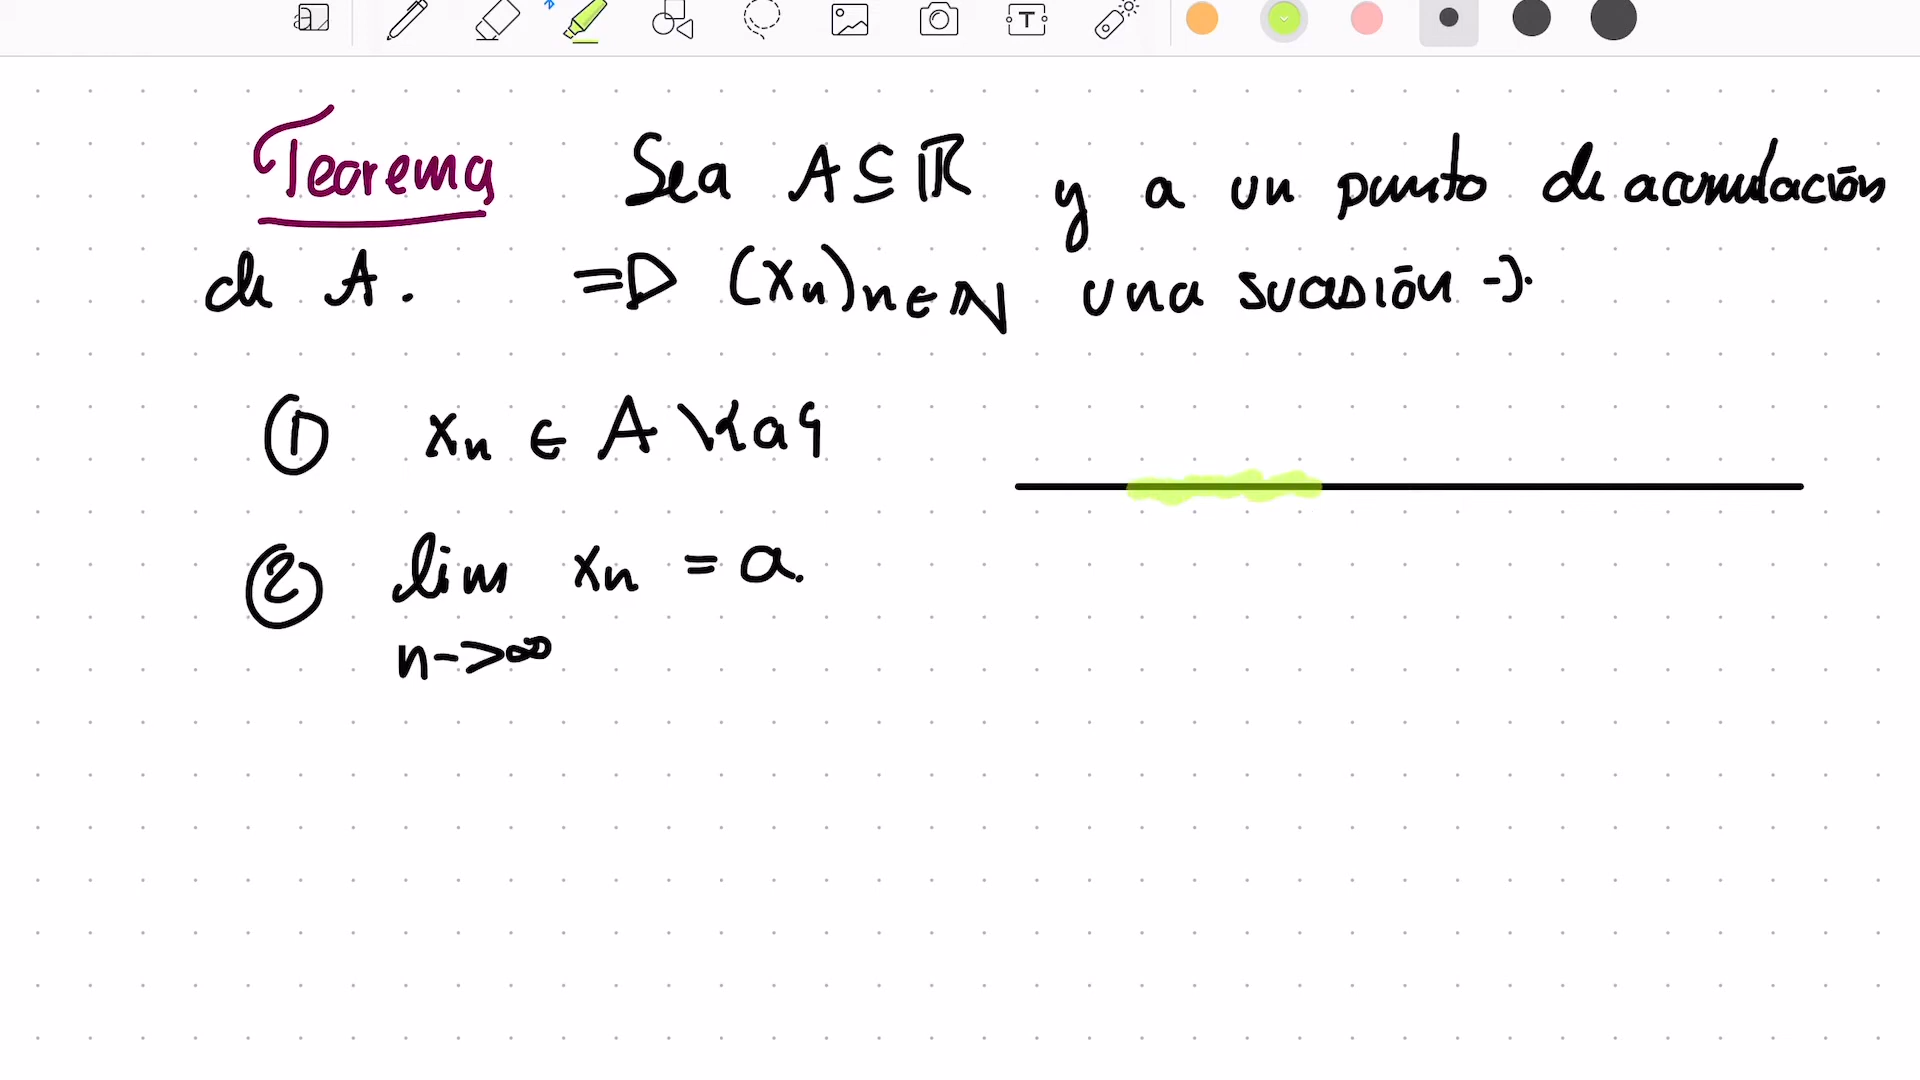 Teorema Sea A ⊆ ℝ y a un punto de acumulación
de A. => (xn)n∈ℕ una sucesión ->.
① xn ∈ A \ {a}
② lim xn = a.
n->∞